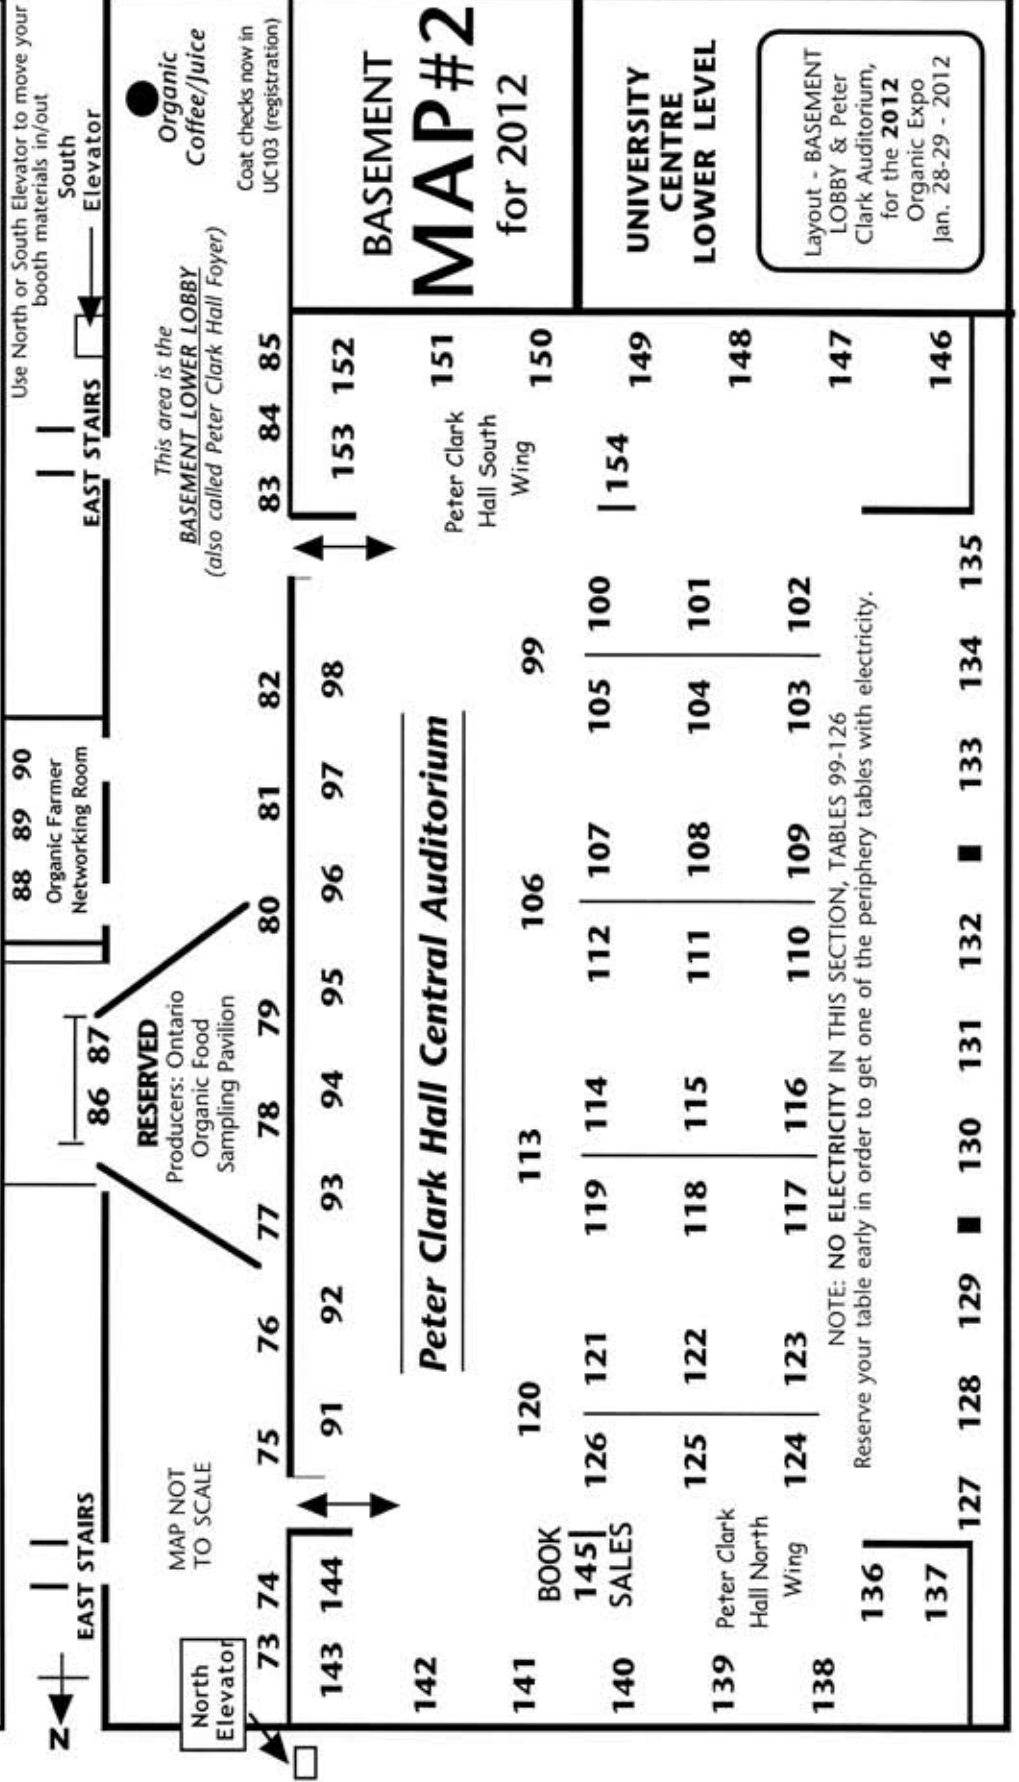 N
EAST STAIRS
North
Elevator
MAP NOT
TO SCALE
86 87
RESERVED
Producers: Ontario
Organic Food
Sampling Pavilion
88 89 90
Organic Farmer
Networking Room
EAST STAIRS
Use North or South Elevator to move your
booth materials in/out
South
Elevator
This area is the
BASEMENT LOWER LOBBY
(also called Peter Clark Hall Foyer)
Organic
Coffee/Juice
Coat checks now in
UC103 (registration)
73 74 75 76 77 78 79 80 81 82 83 84 85
143 144 91 92 93 94 95 96 97 98 153 152
BASEMENT
MAP#2
for 2012
142
Peter Clark Hall Central Auditorium
151
Peter Clark
Hall South
Wing
141
120 113 106 99
150
BOOK
145
SALES
140
126 121 119 114 112 107 105 100
154
149
139
125 122 118 115 111 108 104 101
148
Peter Clark
Hall North
Wing
138
124 123 117 116 110 109 103 102
147
NOTE: NO ELECTRICITY IN THIS SECTION, TABLES 99-126
Reserve your table early in order to get one of the periphery tables with electricity.
136
137
127 128 129 130 131 132 133 134 135
146
UNIVERSITY
CENTRE
LOWER LEVEL
Layout - BASEMENT
LOBBY & Peter
Clark Auditorium,
for the 2012
Organic Expo
Jan. 28-29 - 2012